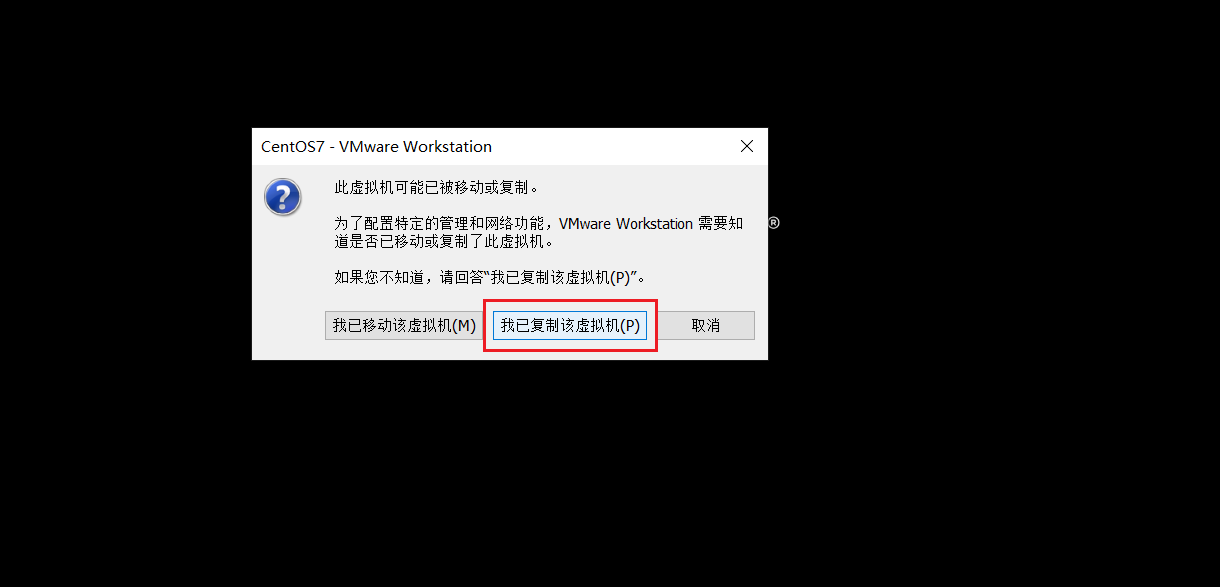 CentOS7 - VMware Workstation
此虚拟机可能已被移动或复制。
为了配置特定的管理和网络功能，VMware Workstation 需要知
道是否已移动或复制了此虚拟机。
如果您不知道，请回答“我已复制该虚拟机(P)”。
我已移动该虚拟机(M) 我已复制该虚拟机(P) 取消
®